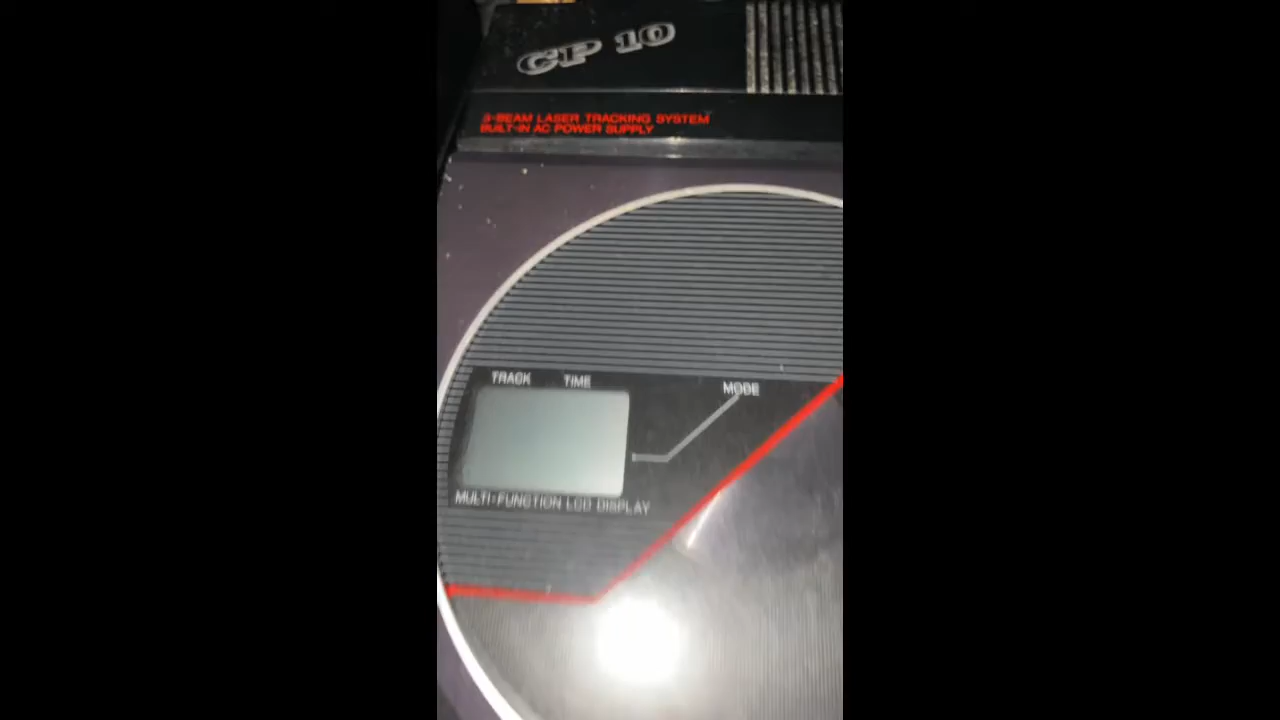 CP 10
3-BEAM LASER TRACKING SYSTEM
BUILT-IN AC POWER SUPPLY
TRACK TIME
MODE
MULTI-FUNCTION LCD DISPLAY